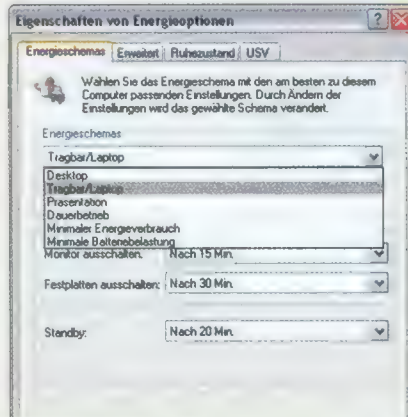 Eigenschaften von Energieoptionen
Energieschemas Erweitert Ruhezustand USV
Wählen Sie das Energieschema mit den am besten zu diesem
Computer passenden Einstellungen. Durch Ändern der
Einstellungen wird das gewählte Schema verändert.
Energieschemas
Tragbar/Laptop
Desktop
Tragbar/Laptop
Präsentation
Dauerbetrieb
Minimaler Energieverbrauch
Minimale Batteriebelastung
Monitor ausschalten: Nach 15 Min.
Festplatten ausschalten: Nach 30 Min.
Standby: Nach 20 Min.